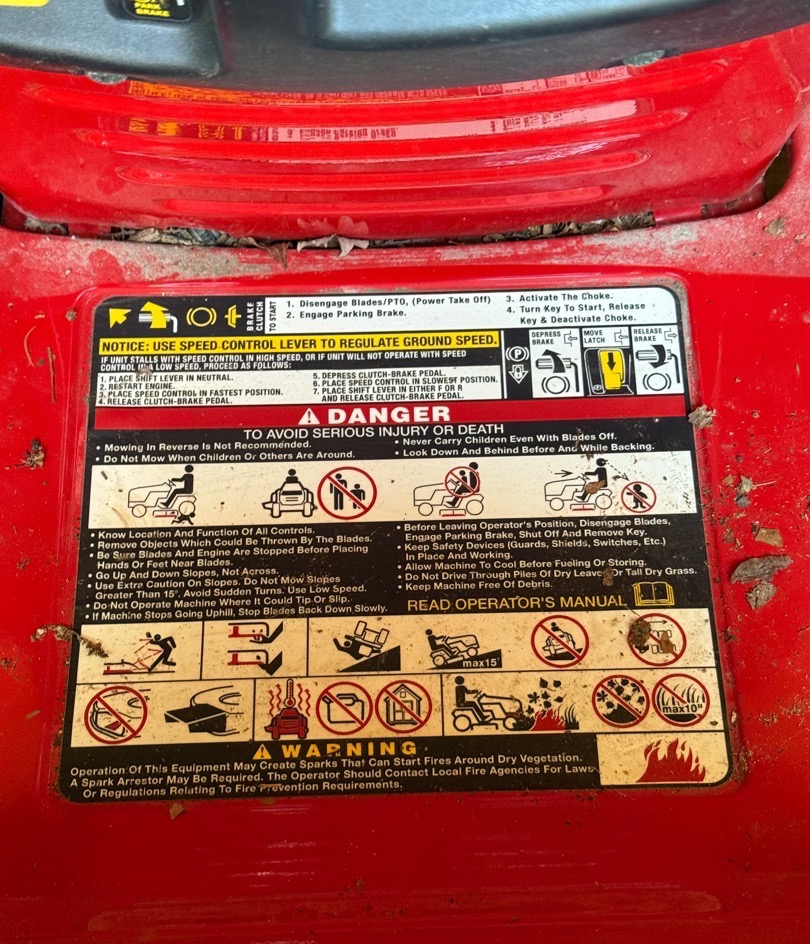 PARK
BRAKE
BRAKE
CLUTCH
TO START
1. Disengage Blades/PTO, (Power Take Off)
2. Engage Parking Brake.
3. Activate The Choke.
4. Turn Key To Start, Release
Key & Deactivate Choke.
NOTICE: USE SPEED CONTROL LEVER TO REGULATE GROUND SPEED.
IF UNIT STALLS WITH SPEED CONTROL IN HIGH SPEED, OR IF UNIT WILL NOT OPERATE WITH SPEED
CONTROL IN A LOW SPEED, PROCEED AS FOLLOWS:
1. PLACE SHIFT LEVER IN NEUTRAL.
2. RESTART ENGINE.
3. PLACE SPEED CONTROL IN FASTEST POSITION.
4. RELEASE CLUTCH-BRAKE PEDAL.
5. DEPRESS CLUTCH-BRAKE PEDAL.
6. PLACE SPEED CONTROL IN SLOWEST POSITION.
7. PLACE SHIFT LEVER IN EITHER F OR R
AND RELEASE CLUTCH-BRAKE PEDAL.
P
DEPRESS
BRAKE
MOVE
LATCH
RELEASE
BRAKE
DANGER
TO AVOID SERIOUS INJURY OR DEATH
• Mowing In Reverse Is Not Recommended.
• Do Not Mow When Children Or Others Are Around.
• Never Carry Children Even With Blades Off.
• Look Down And Behind Before And While Backing.
• Know Location And Function Of All Controls.
• Remove Objects Which Could Be Thrown By The Blades.
• Be Sure Blades And Engine Are Stopped Before Placing
Hands Or Feet Near Blades.
• Go Up And Down Slopes, Not Across.
• Use Extra Caution On Slopes. Do Not Mow Slopes
Greater Than 15°. Avoid Sudden Turns. Use Low Speed.
• Do Not Operate Machine Where It Could Tip Or Slip.
• If Machine Stops Going Uphill, Stop Blades Back Down Slowly.
• Before Leaving Operator's Position, Disengage Blades,
Engage Parking Brake, Shut Off And Remove Key.
• Keep Safety Devices (Guards, Shields, Switches, Etc.)
In Place And Working.
• Allow Machine To Cool Before Fueling Or Storing.
• Do Not Drive Through Piles Of Dry Leaves Or Tall Dry Grass.
• Keep Machine Free Of Debris.
READ OPERATOR'S MANUAL
max15°
max10"
WARNING
Operation Of This Equipment May Create Sparks That Can Start Fires Around Dry Vegetation.
A Spark Arrestor May Be Required. The Operator Should Contact Local Fire Agencies For Laws
Or Regulations Relating To Fire Prevention Requirements.